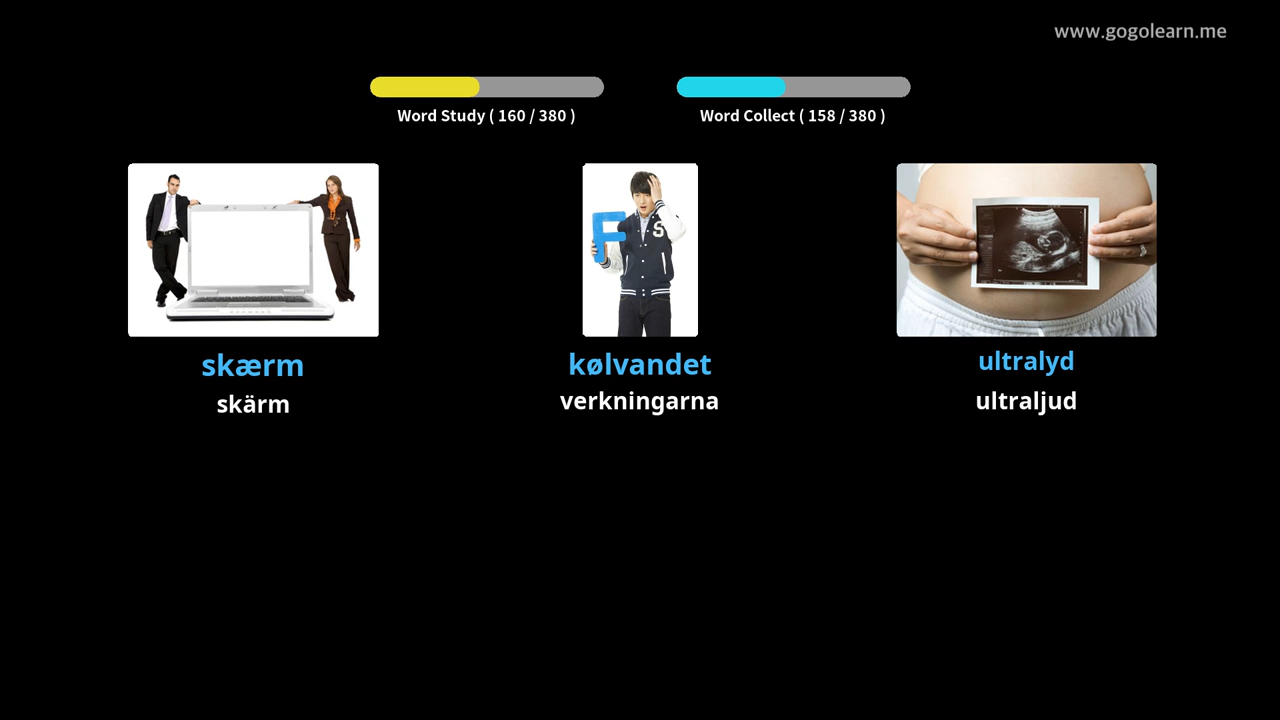 www.gogolearn.me
Word Study ( 160 / 380 )
Word Collect ( 158 / 380 )
F
S
skærm
kølvandet
ultralyd
skärm
verkningarna
ultraljud